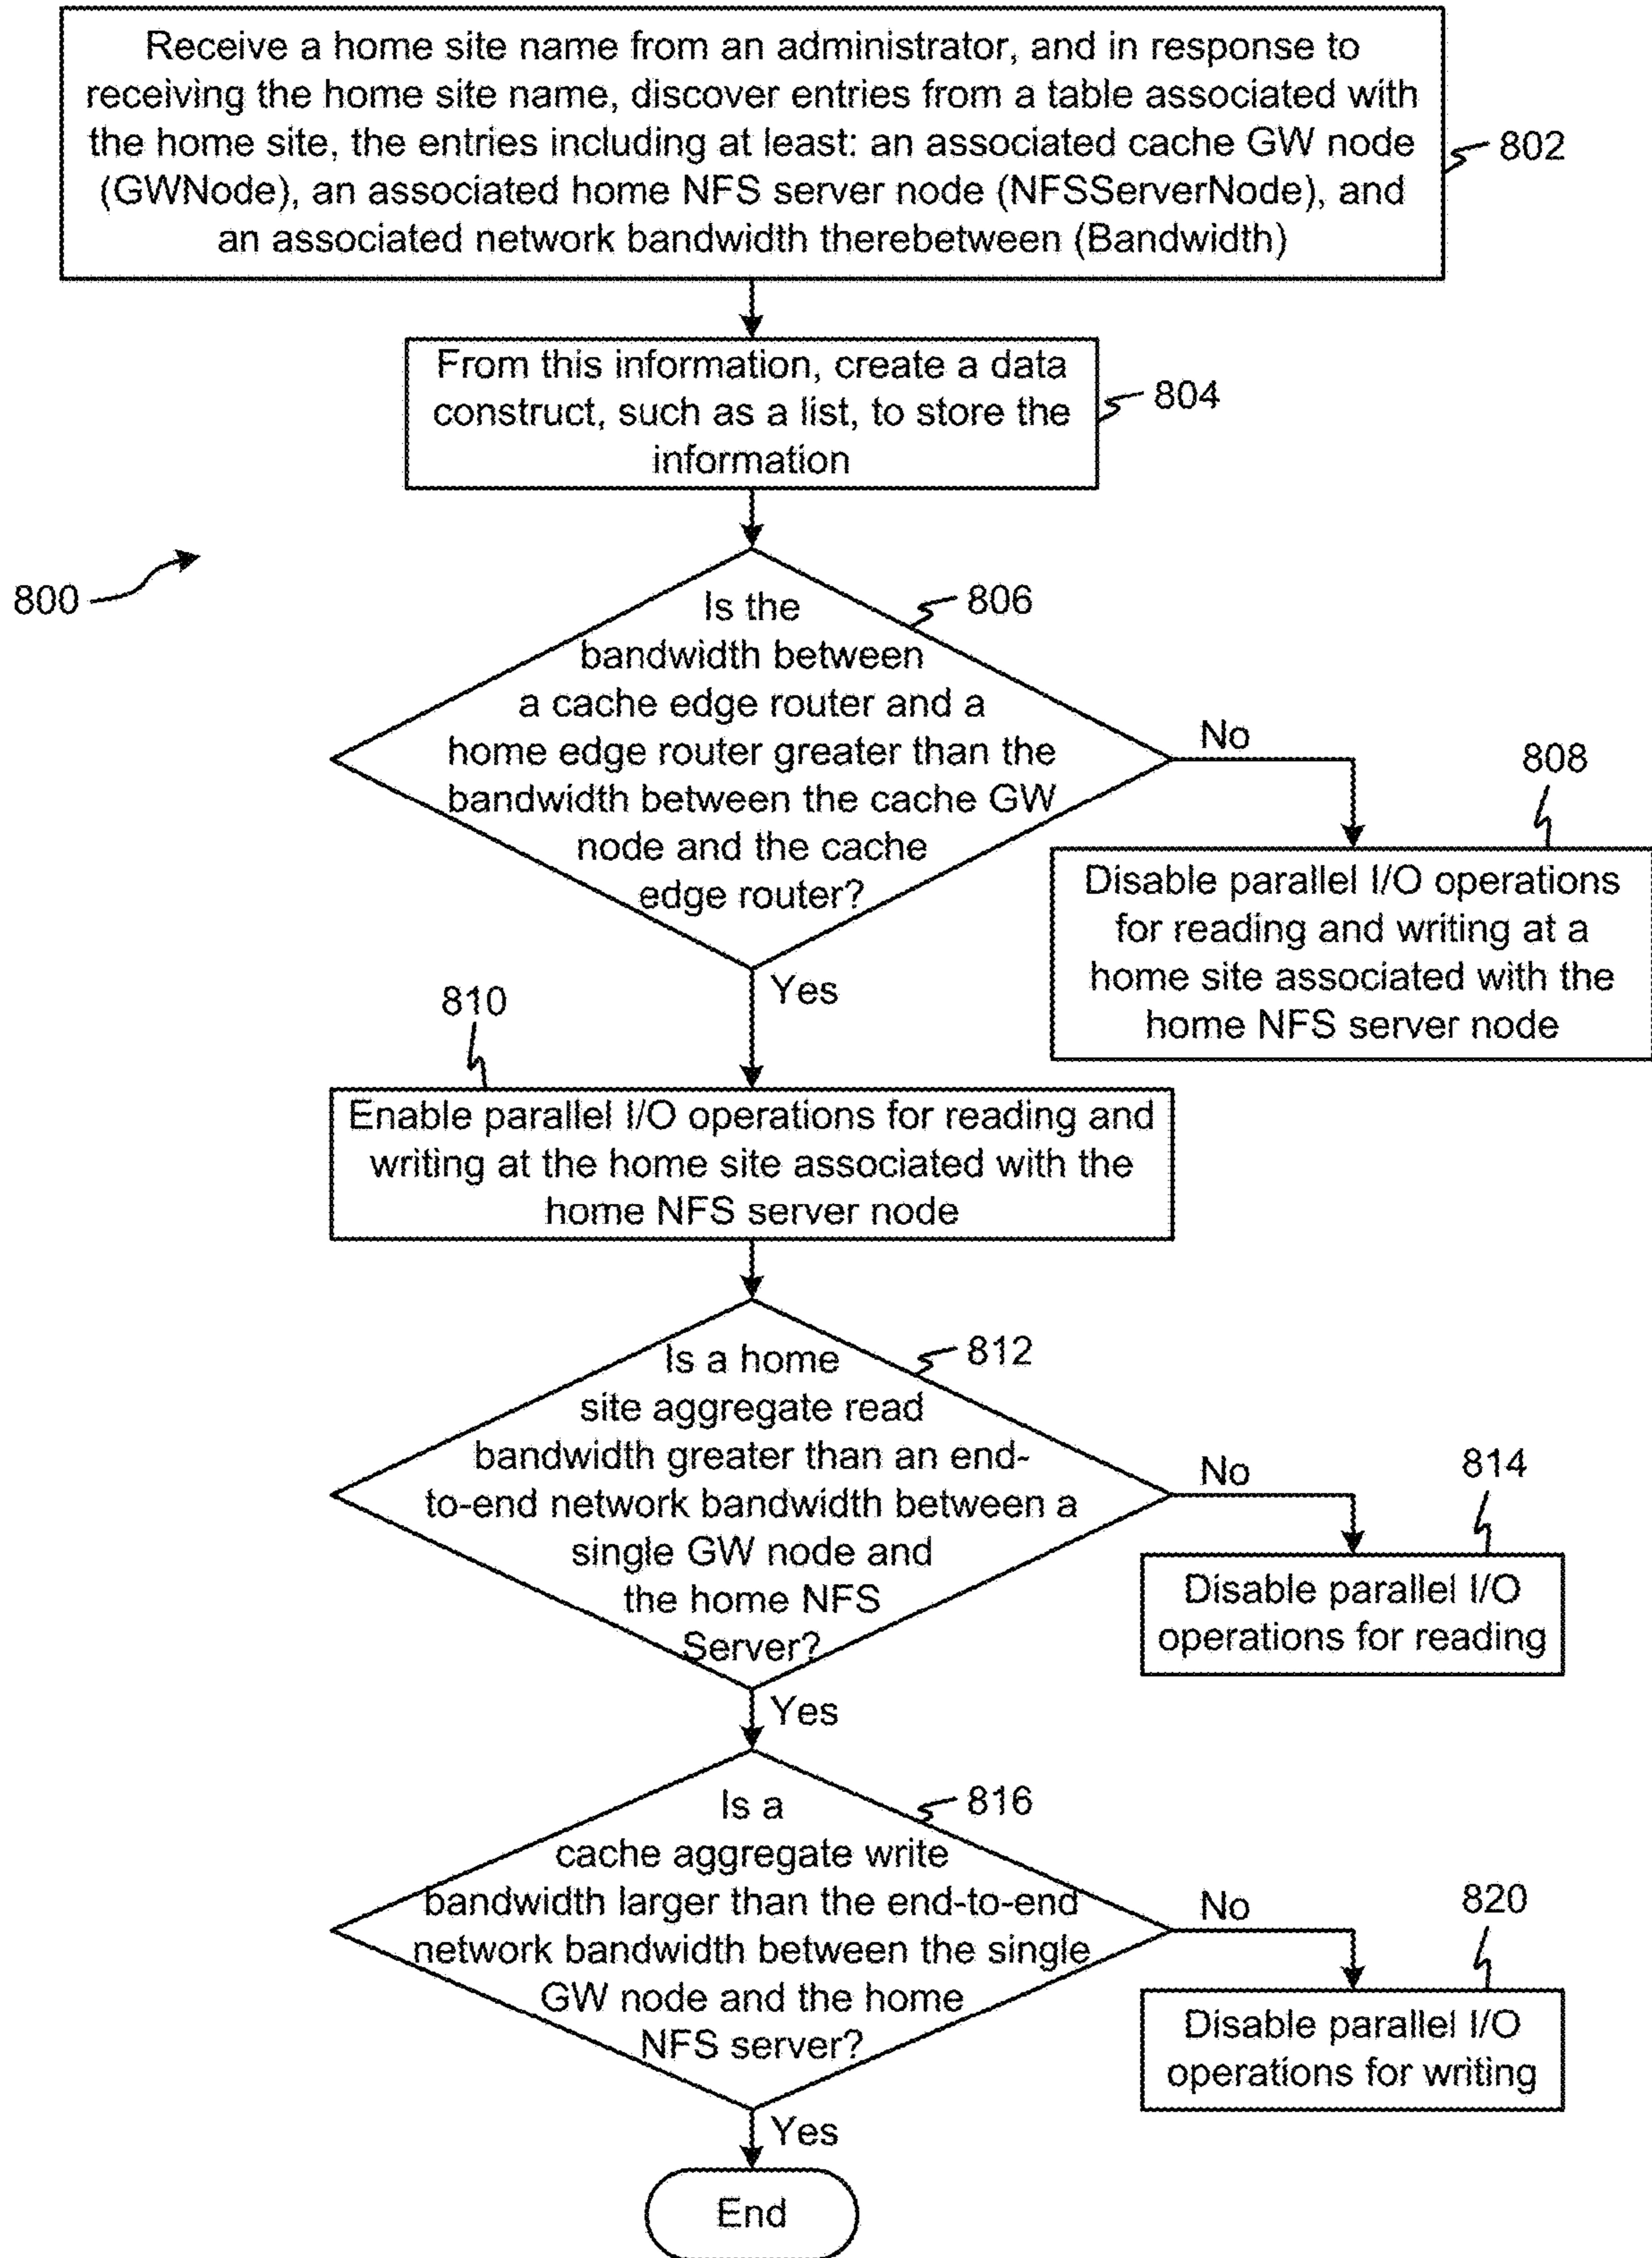 Receive a home site name from an administrator, and in response to
receiving the home site name, discover entries from a table associated with
the home site, the entries including at least: an associated cache GW node
(GWNode), an associated home NFS server node (NFSServerNode), and
an associated network bandwidth therebetween (Bandwidth)
802
From this information, create a data
construct, such as a list, to store the
information
804
800
Is the
bandwidth between
a cache edge router and a
home edge router greater than the
bandwidth between the cache GW
node and the cache
edge router?
806
No
808
Disable parallel I/O operations
for reading and writing at a
home site associated with the
home NFS server node
Yes
810
Enable parallel I/O operations for reading and
writing at the home site associated with the
home NFS server node
Is a home
site aggregate read
bandwidth greater than an end-
to-end network bandwidth between a
single GW node and
the home NFS
Server?
812
No
814
Disable parallel I/O
operations for reading
Yes
Is a
cache aggregate write
bandwidth larger than the end-to-end
network bandwidth between the single
GW node and the home
NFS server?
816
No
820
Disable parallel I/O
operations for writing
Yes
End